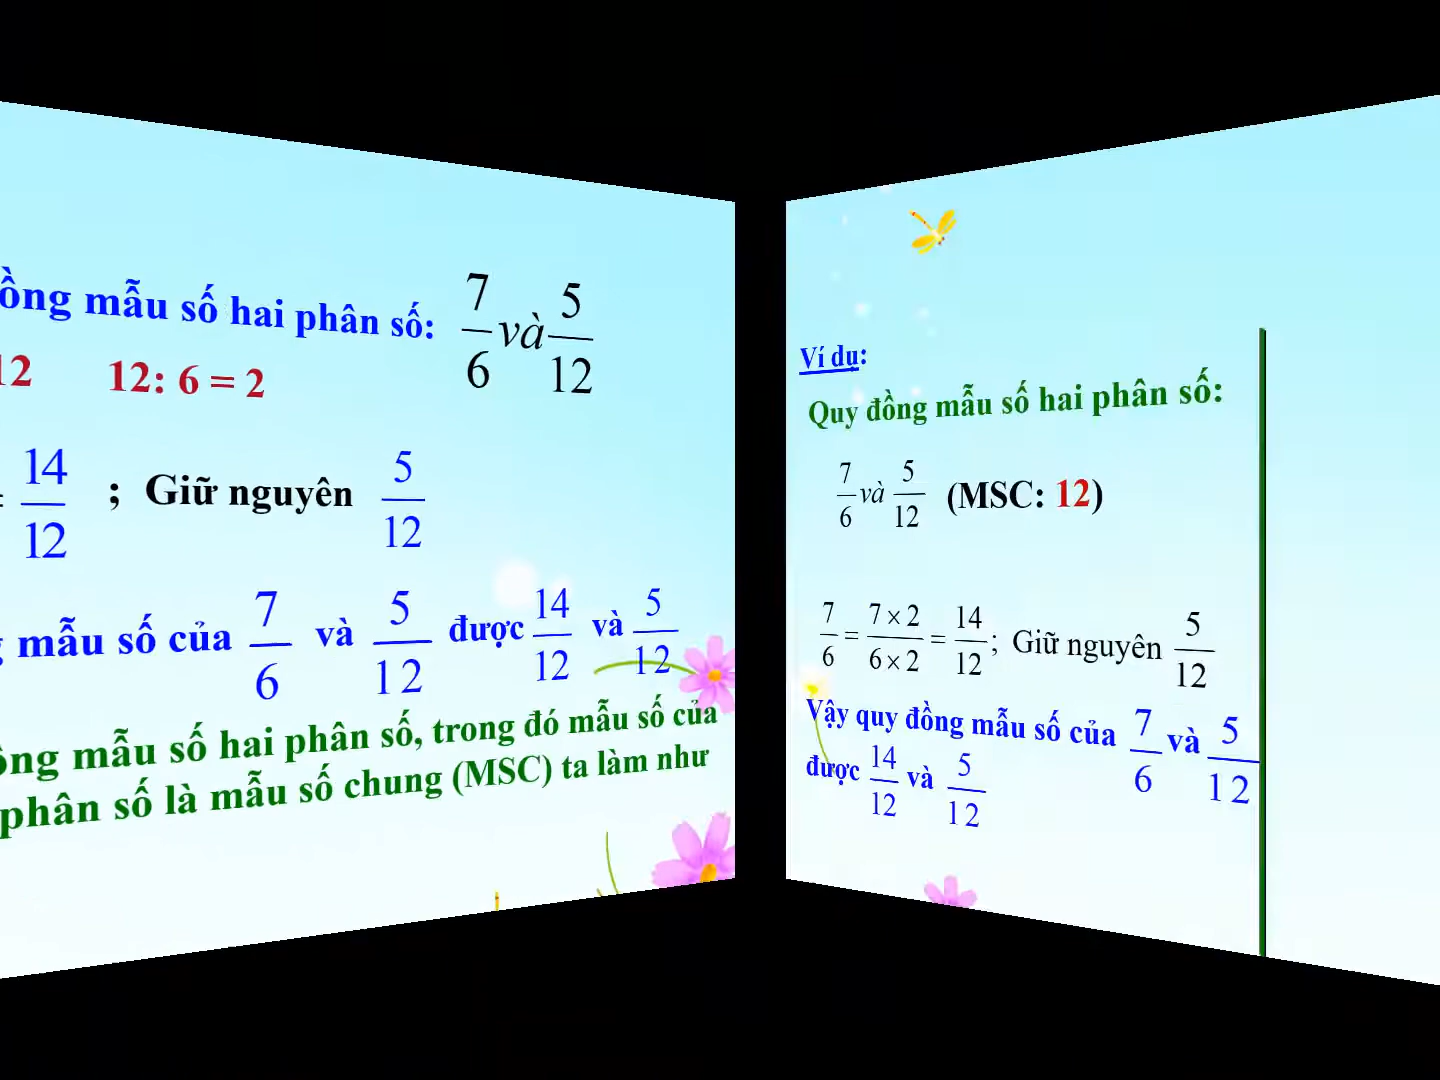 ồng mẫu số hai phân số: 7/6 và 5/12
12 12: 6 = 2
= 14/12 ; Giữ nguyên 5/12
g mẫu số của 7/6 và 5/12 được 14/12 và 5/12
ồng mẫu số hai phân số, trong đó mẫu số của
phân số là mẫu số chung (MSC) ta làm như
Ví dụ:
Quy đồng mẫu số hai phân số:
7/6 và 5/12 (MSC: 12)
7/6 = 7 × 2/6 × 2 = 14/12 ; Giữ nguyên 5/12
Vậy quy đồng mẫu số của 7/6 và 5/12
được 14/12 và 5/12